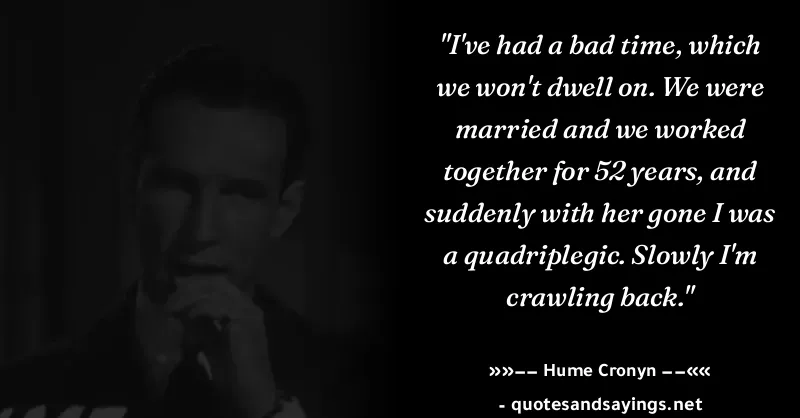 "I've had a bad time, which
we won't dwell on. We were
married and we worked
together for 52 years, and
suddenly with her gone I was
a quadriplegic. Slowly I'm
crawling back."
»»−− Hume Cronyn −−««
- quotesandsayings.net